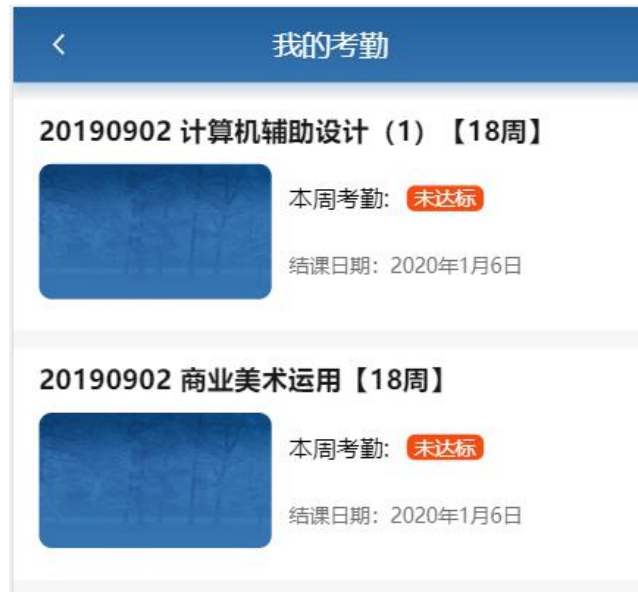 我的考勤
20190902 计算机辅助设计（1）【18周】
本周考勤: 未达标
结课日期：2020年1月6日
20190902 商业美术运用【18周】
本周考勤: 未达标
结课日期：2020年1月6日